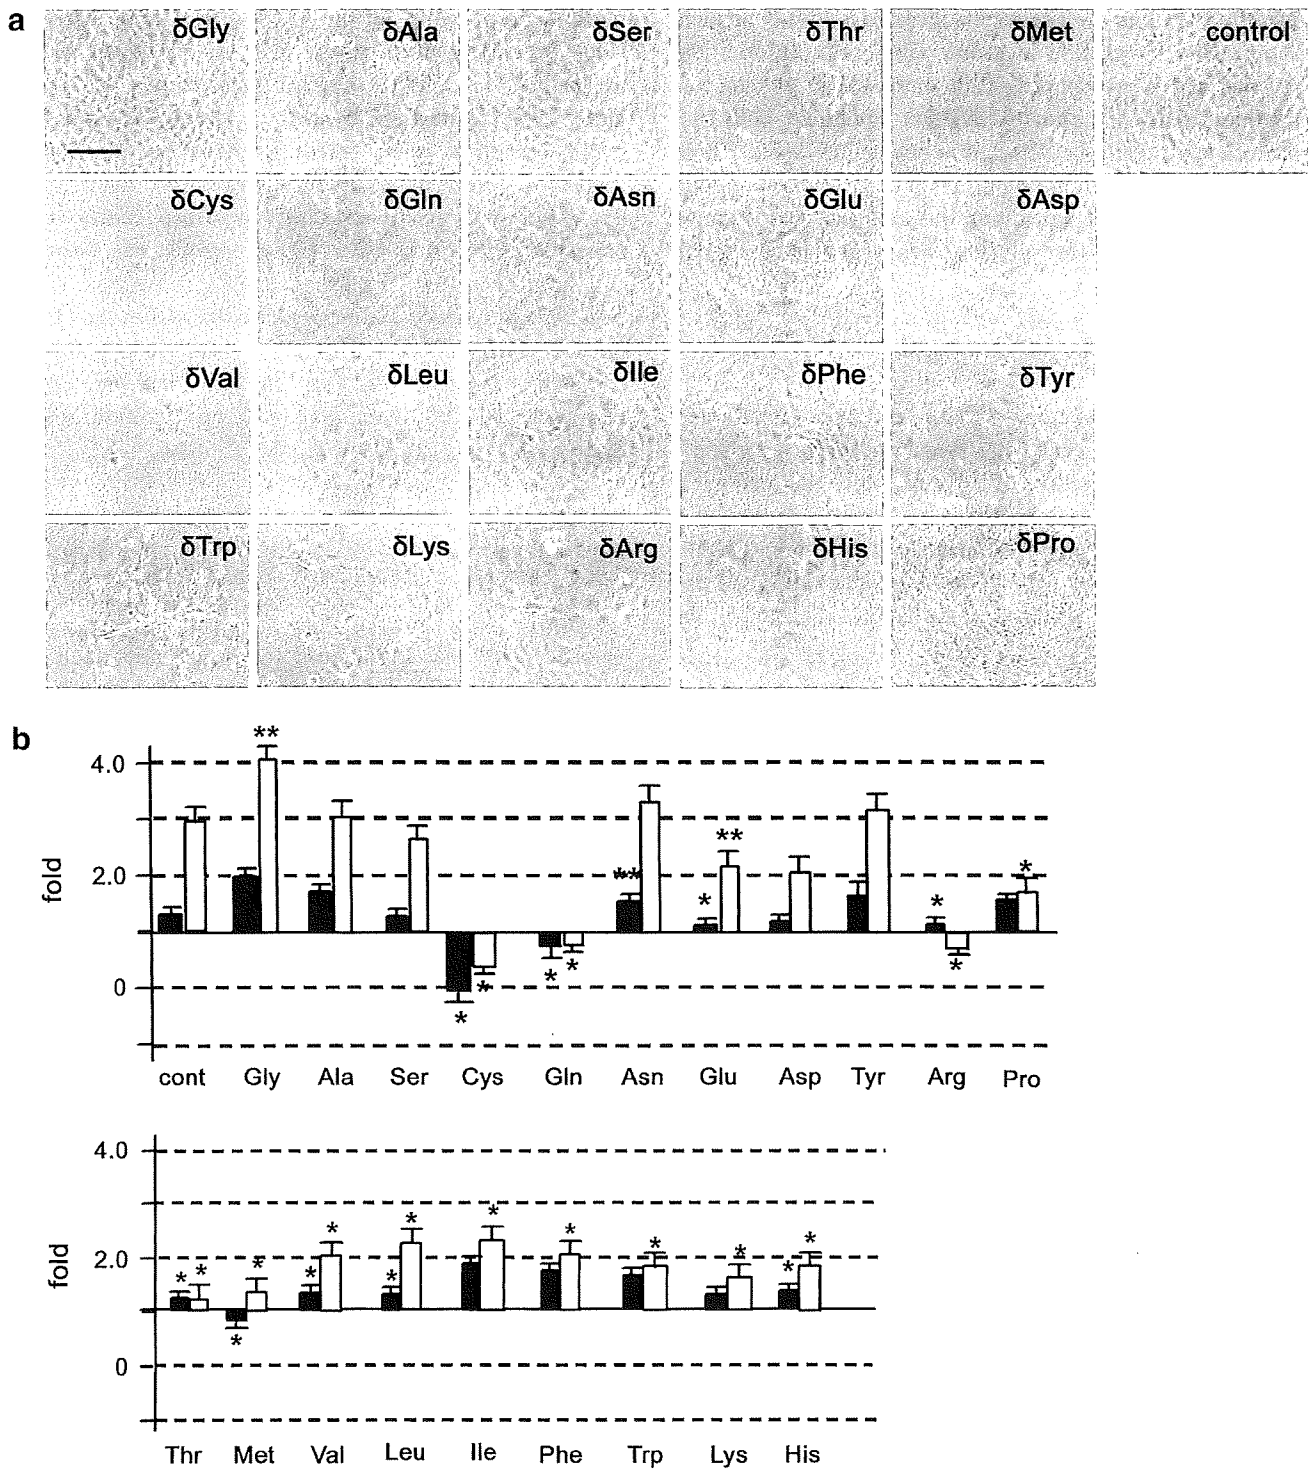 a
δGly δAla δSer δThr δMet control
δCys δGln δAsn δGlu δAsp
δVal δLeu δIle δPhe δTyr
δTrp δLys δArg δHis δPro
b
**
4.0
** ** *
fold
2.0
* *
* * * *
0
*
cont Gly Ala Ser Cys Gln Asn Glu Asp Tyr Arg Pro
4.0
* * * * * * *
fold
2.0
* * * * * *
*
0
Thr Met Val Leu Ile Phe Trp Lys His